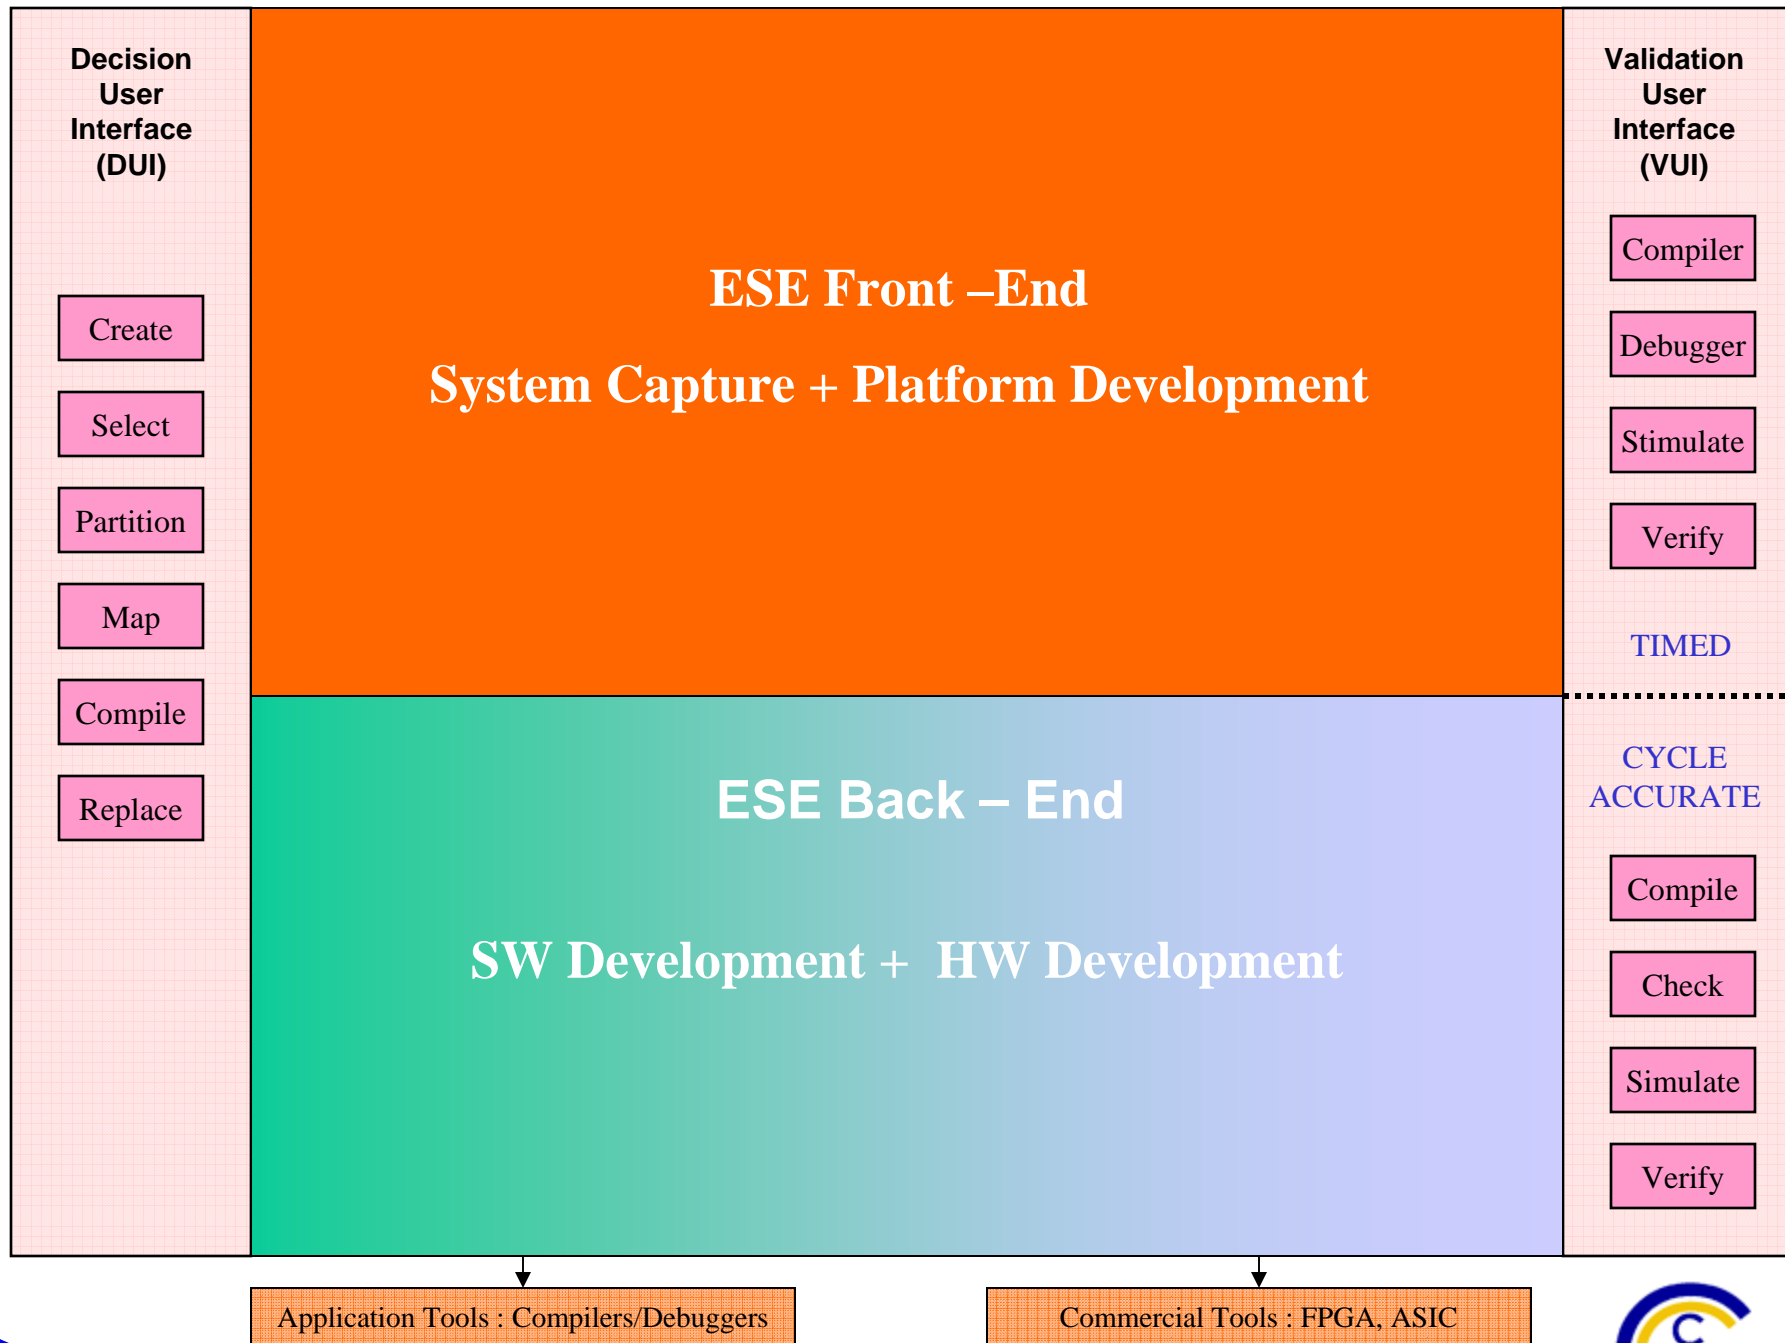 Decision
User
Interface
(DUI)
Create
Select
Partition
Map
Compile
Replace
ESE Front –End
System Capture + Platform Development
ESE Back – End
SW Development + HW Development
Validation
User
Interface
(VUI)
Compiler
Debugger
Stimulate
Verify
TIMED
CYCLE
ACCURATE
Compile
Check
Simulate
Verify
Application Tools : Compilers/Debuggers
Commercial Tools : FPGA, ASIC
C